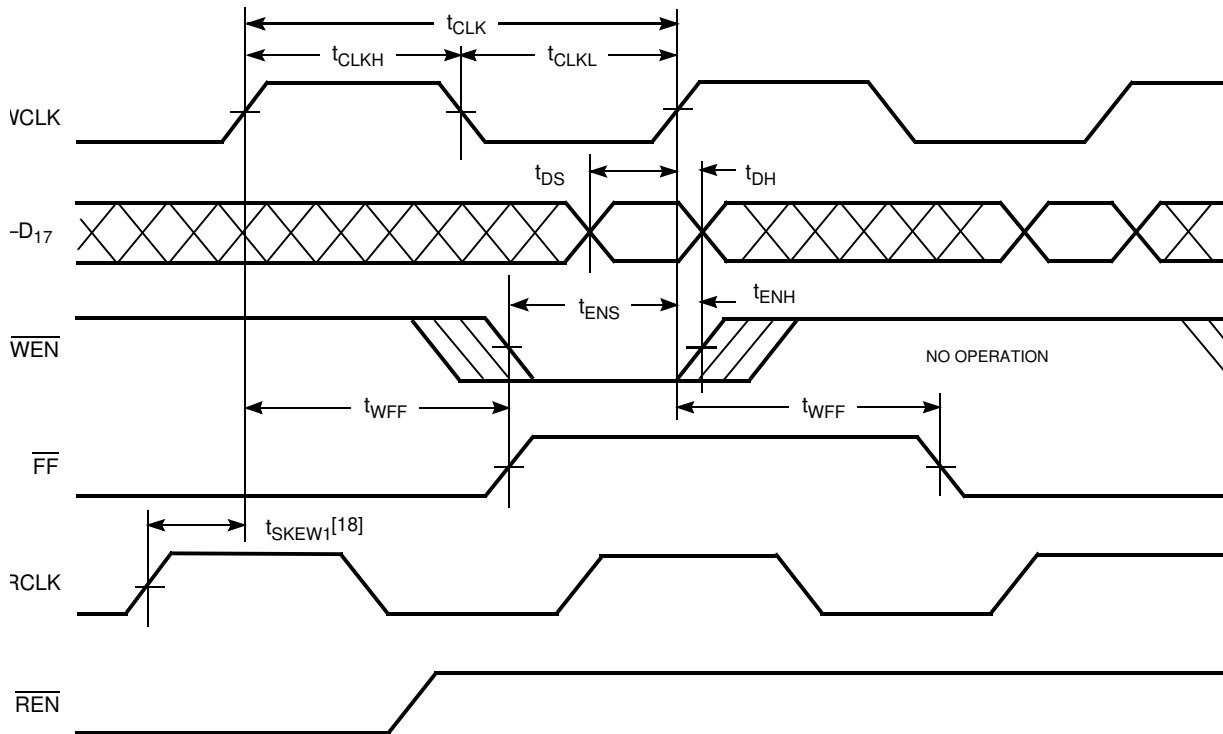 tCLK
tCLKH
tCLKL
WCLK
tDS
tDH
–D17
tENS
tENH
WEN
NO OPERATION
tWFF
tWFF
FF
tSKEW1[18]
RCLK
REN